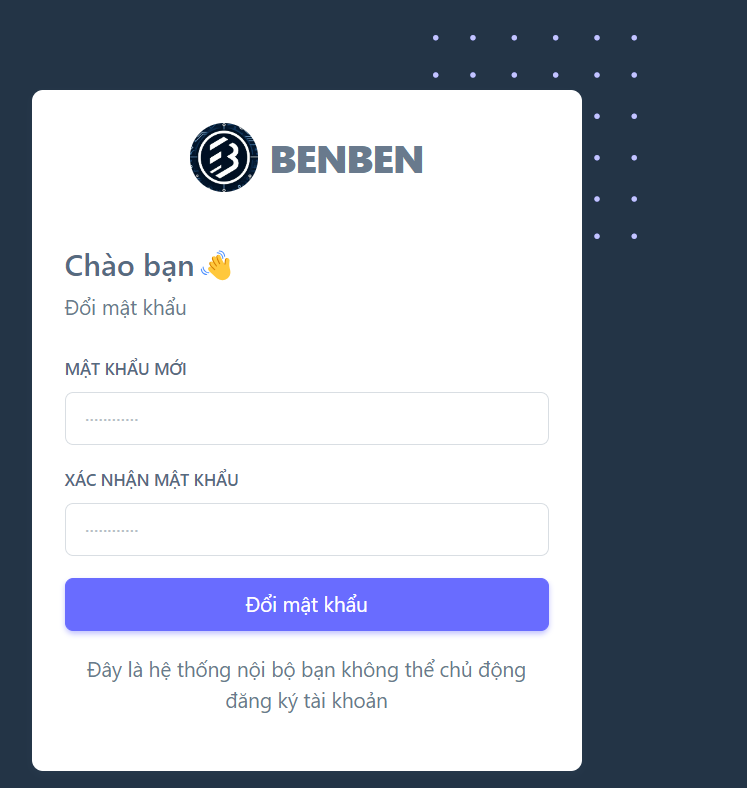 BENBEN
Chào bạn 👋
Đổi mật khẩu
MẬT KHẨU MỚI
············
XÁC NHẬN MẬT KHẨU
············
Đổi mật khẩu
Đây là hệ thống nội bộ bạn không thể chủ động
đăng ký tài khoản